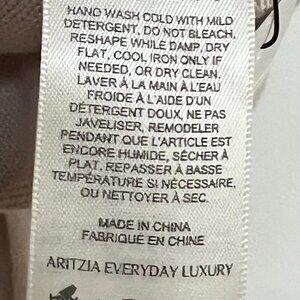 HAND WASH COLD WITH MILD
DETERGENT, DO NOT BLEACH,
RESHAPE WHILE DAMP, DRY
FLAT, COOL IRON ONLY IF
NEEDED, OR DRY CLEAN.
LAVER À LA MAIN À L'EAU
FROIDE À L'AIDE D'UN
DÉTERGENT DOUX, NE PAS
JAVELISER, REMODELER
PENDANT QUE L'ARTICLE EST
ENCORE HUMIDE, SÉCHER À
PLAT, REPASSER À BASSE
TEMPÉRATURE SI NÉCESSAIRE,
OU NETTOYER À SEC.
MADE IN CHINA
FABRIQUÉ EN CHINE
ARITZIA EVERYDAY LUXURY